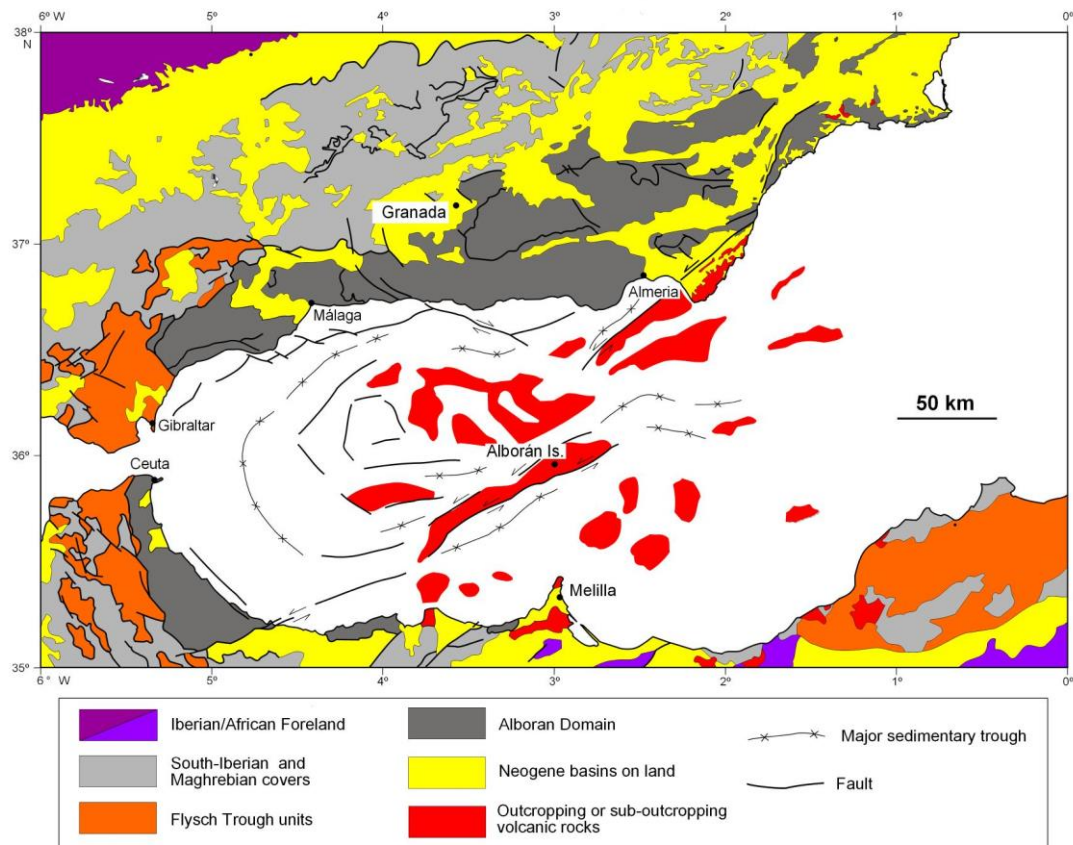 6º W 5º 4º 3º 2º 1º 0º
38º
N
Granada
37º
Málaga
Almeria
50 km
Gibraltar
Alborán Is.
36º
Ceuta
Melilla
35º
6º W 5º 4º 3º 2º 1º 0º
Iberian/African Foreland
Alboran Domain
Major sedimentary trough
South-Iberian and
Maghrebian covers
Neogene basins on land
Fault
Flysch Trough units
Outcropping or sub-outcropping
volcanic rocks